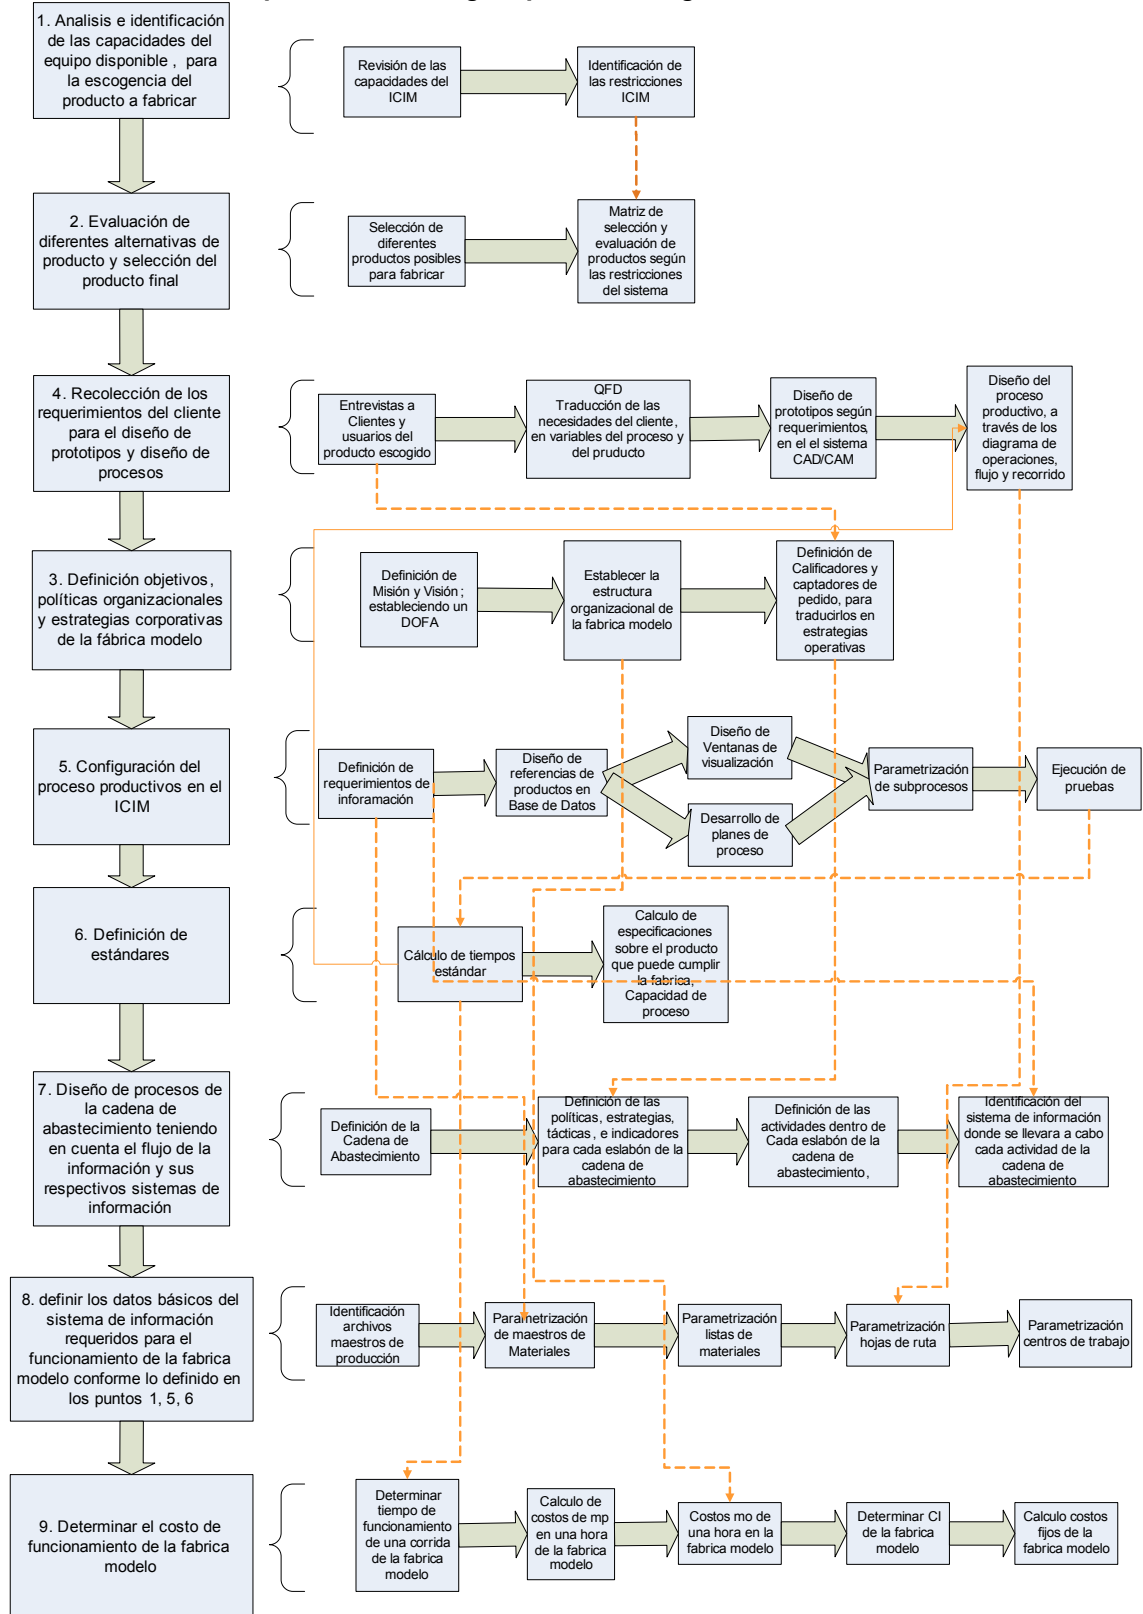 1. Analisis e identificación
de las capacidades del
equipo disponible , para
la escogencia del
producto a fabricar
Revisión de las
capacidades del
ICIM
Identificación de
las restricciones
ICIM
2. Evaluación de
diferentes alternativas de
producto y selección del
producto final
Selección de
diferentes
productos posibles
para fabricar
Matriz de
selección y
evaluación de
productos según
las restricciones
del sistema
4. Recolección de los
requerimientos del cliente
para el diseño de
prototipos y diseño de
procesos
Entrevistas a
Clientes y
usuarios del
producto escogido
QFD
Traducción de las
necesidades del cliente,
en variables del proceso y
del pruducto
Diseño de
prototipos según
requerimientos,
en el el sistema
CAD/CAM
Diseño del
proceso
productivo, a
través de los
diagrama de
operaciones,
flujo y recorrido
3. Definición objetivos,
políticas organizacionales
y estrategias corporativas
de la fábrica modelo
Definición de
Misión y Visión;
estableciendo un
DOFA
Establecer la
estructura
organizacional de
la fabrica modelo
Definición de
Calificadores y
captadores de
pedido, para
traducirlos en
estrategias
operativas
5. Configuración del
proceso productivos en el
ICIM
Definición de
requerimientos de
inforamación
Diseño de
referencias de
productos en
Base de Datos
Diseño de
Ventanas de
visualización
Desarrollo de
planes de
proceso
Parametrización
de subprocesos
Ejecución de
pruebas
6. Definición de
estándares
Cálculo de tiempos
estándar
Calculo de
especificaciones
sobre el producto
que puede cumplir
la fabrica,
Capacidad de
proceso
7. Diseño de procesos de
la cadena de
abastecimiento teniendo
en cuenta el flujo de la
información y sus
respectivos sistemas de
información
Definición de la
Cadena de
Abastecimiento
Definición de las
políticas, estrategias,
tácticas, e indicadores
para cada eslabón de la
cadena de
abastecimiento
Definición de las
actividades dentro de
Cada eslabón de la
cadena de
abastecimiento,
Identificación del
sistema de información
donde se llevara a cabo
cada actividad de la
cadena de
abastecimiento
8. definir los datos básicos del
sistema de información
requeridos para el
funcionamiento de la fabrica
modelo conforme lo definido en
los puntos 1, 5, 6
Identificación
archivos
maestros de
producción
Parametrización
de maestros de
Materiales
Parametrización
listas de
materiales
Parametrización
hojas de ruta
Parametrización
centros de trabajo
9. Determinar el costo de
funcionamiento de la fabrica
modelo
Determinar
tiempo de
funcionamiento
de una corrida
de la fabrica
modelo
Calculo de
costos de mp
en una hora
de la fabrica
modelo
Costos mo de
una hora en la
fabrica modelo
Determinar CI
de la fabrica
modelo
Calculo costos
fijos de la
fabrica modelo